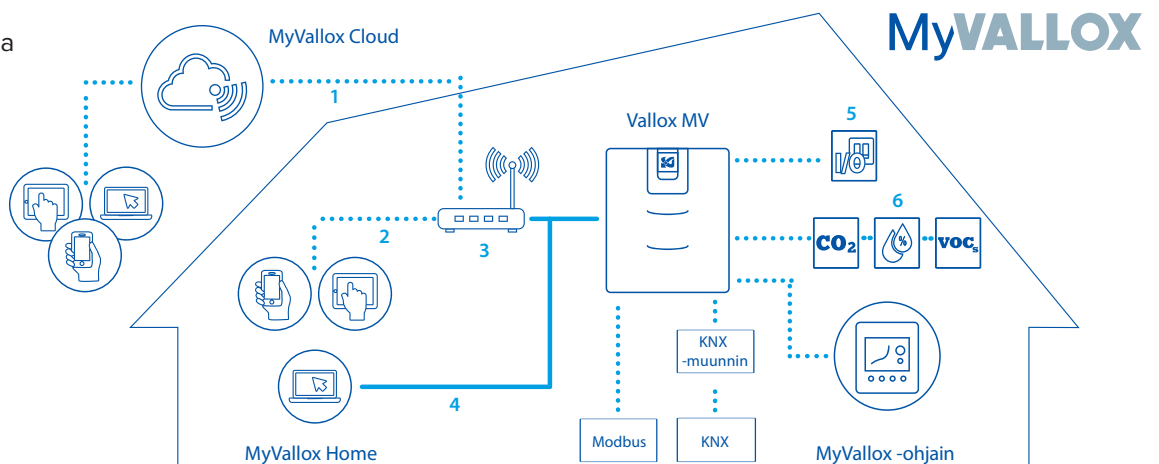 a
MyVallox Cloud
MyVALLOX
1
Vallox MV
5
I/O
6
2
3
CO₂
%
VOCs
KNX
-muunnin
4
Modbus
KNX
MyVallox Home
MyVallox -ohjain